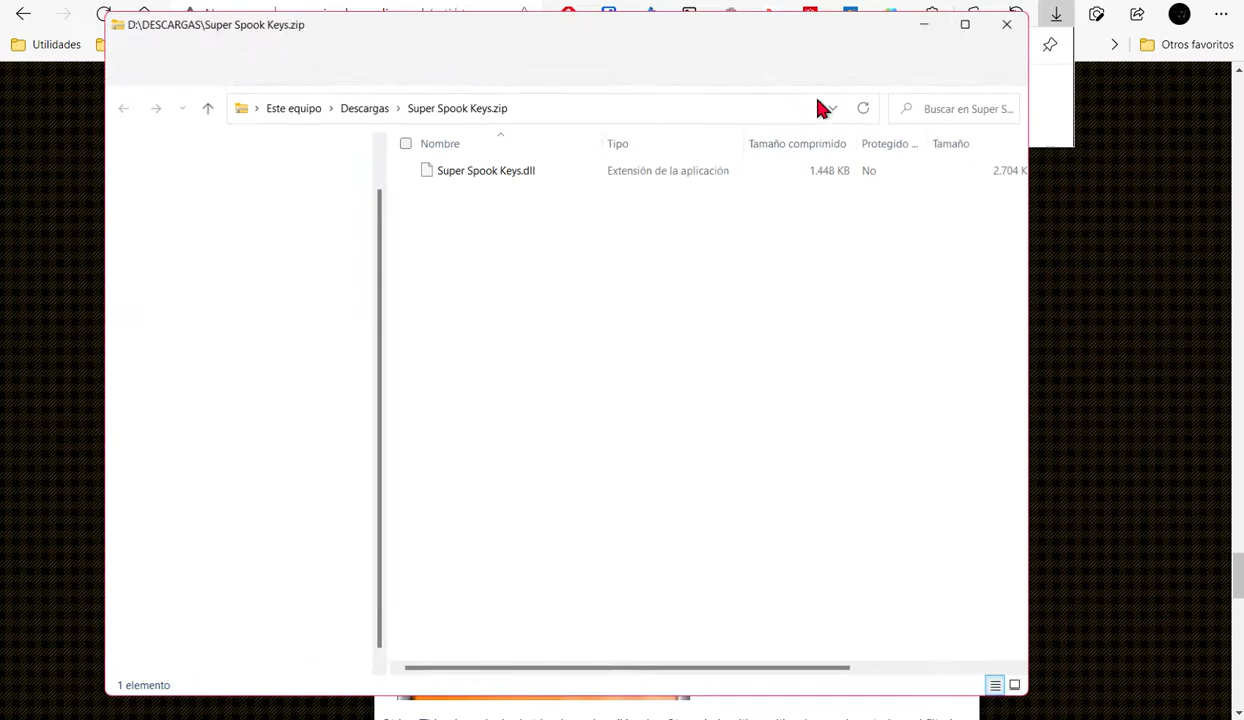 D:\DESCARGAS\Super Spook Keys.zip
Utilidades
Otros favoritos
Este equipo > Descargas > Super Spook Keys.zip
Buscar en Super S...
Nombre Tipo Tamaño comprimido Protegido ... Tamaño
Super Spook Keys.dll Extensión de la aplicación 1.448 KB No 2.704 K
1 elemento